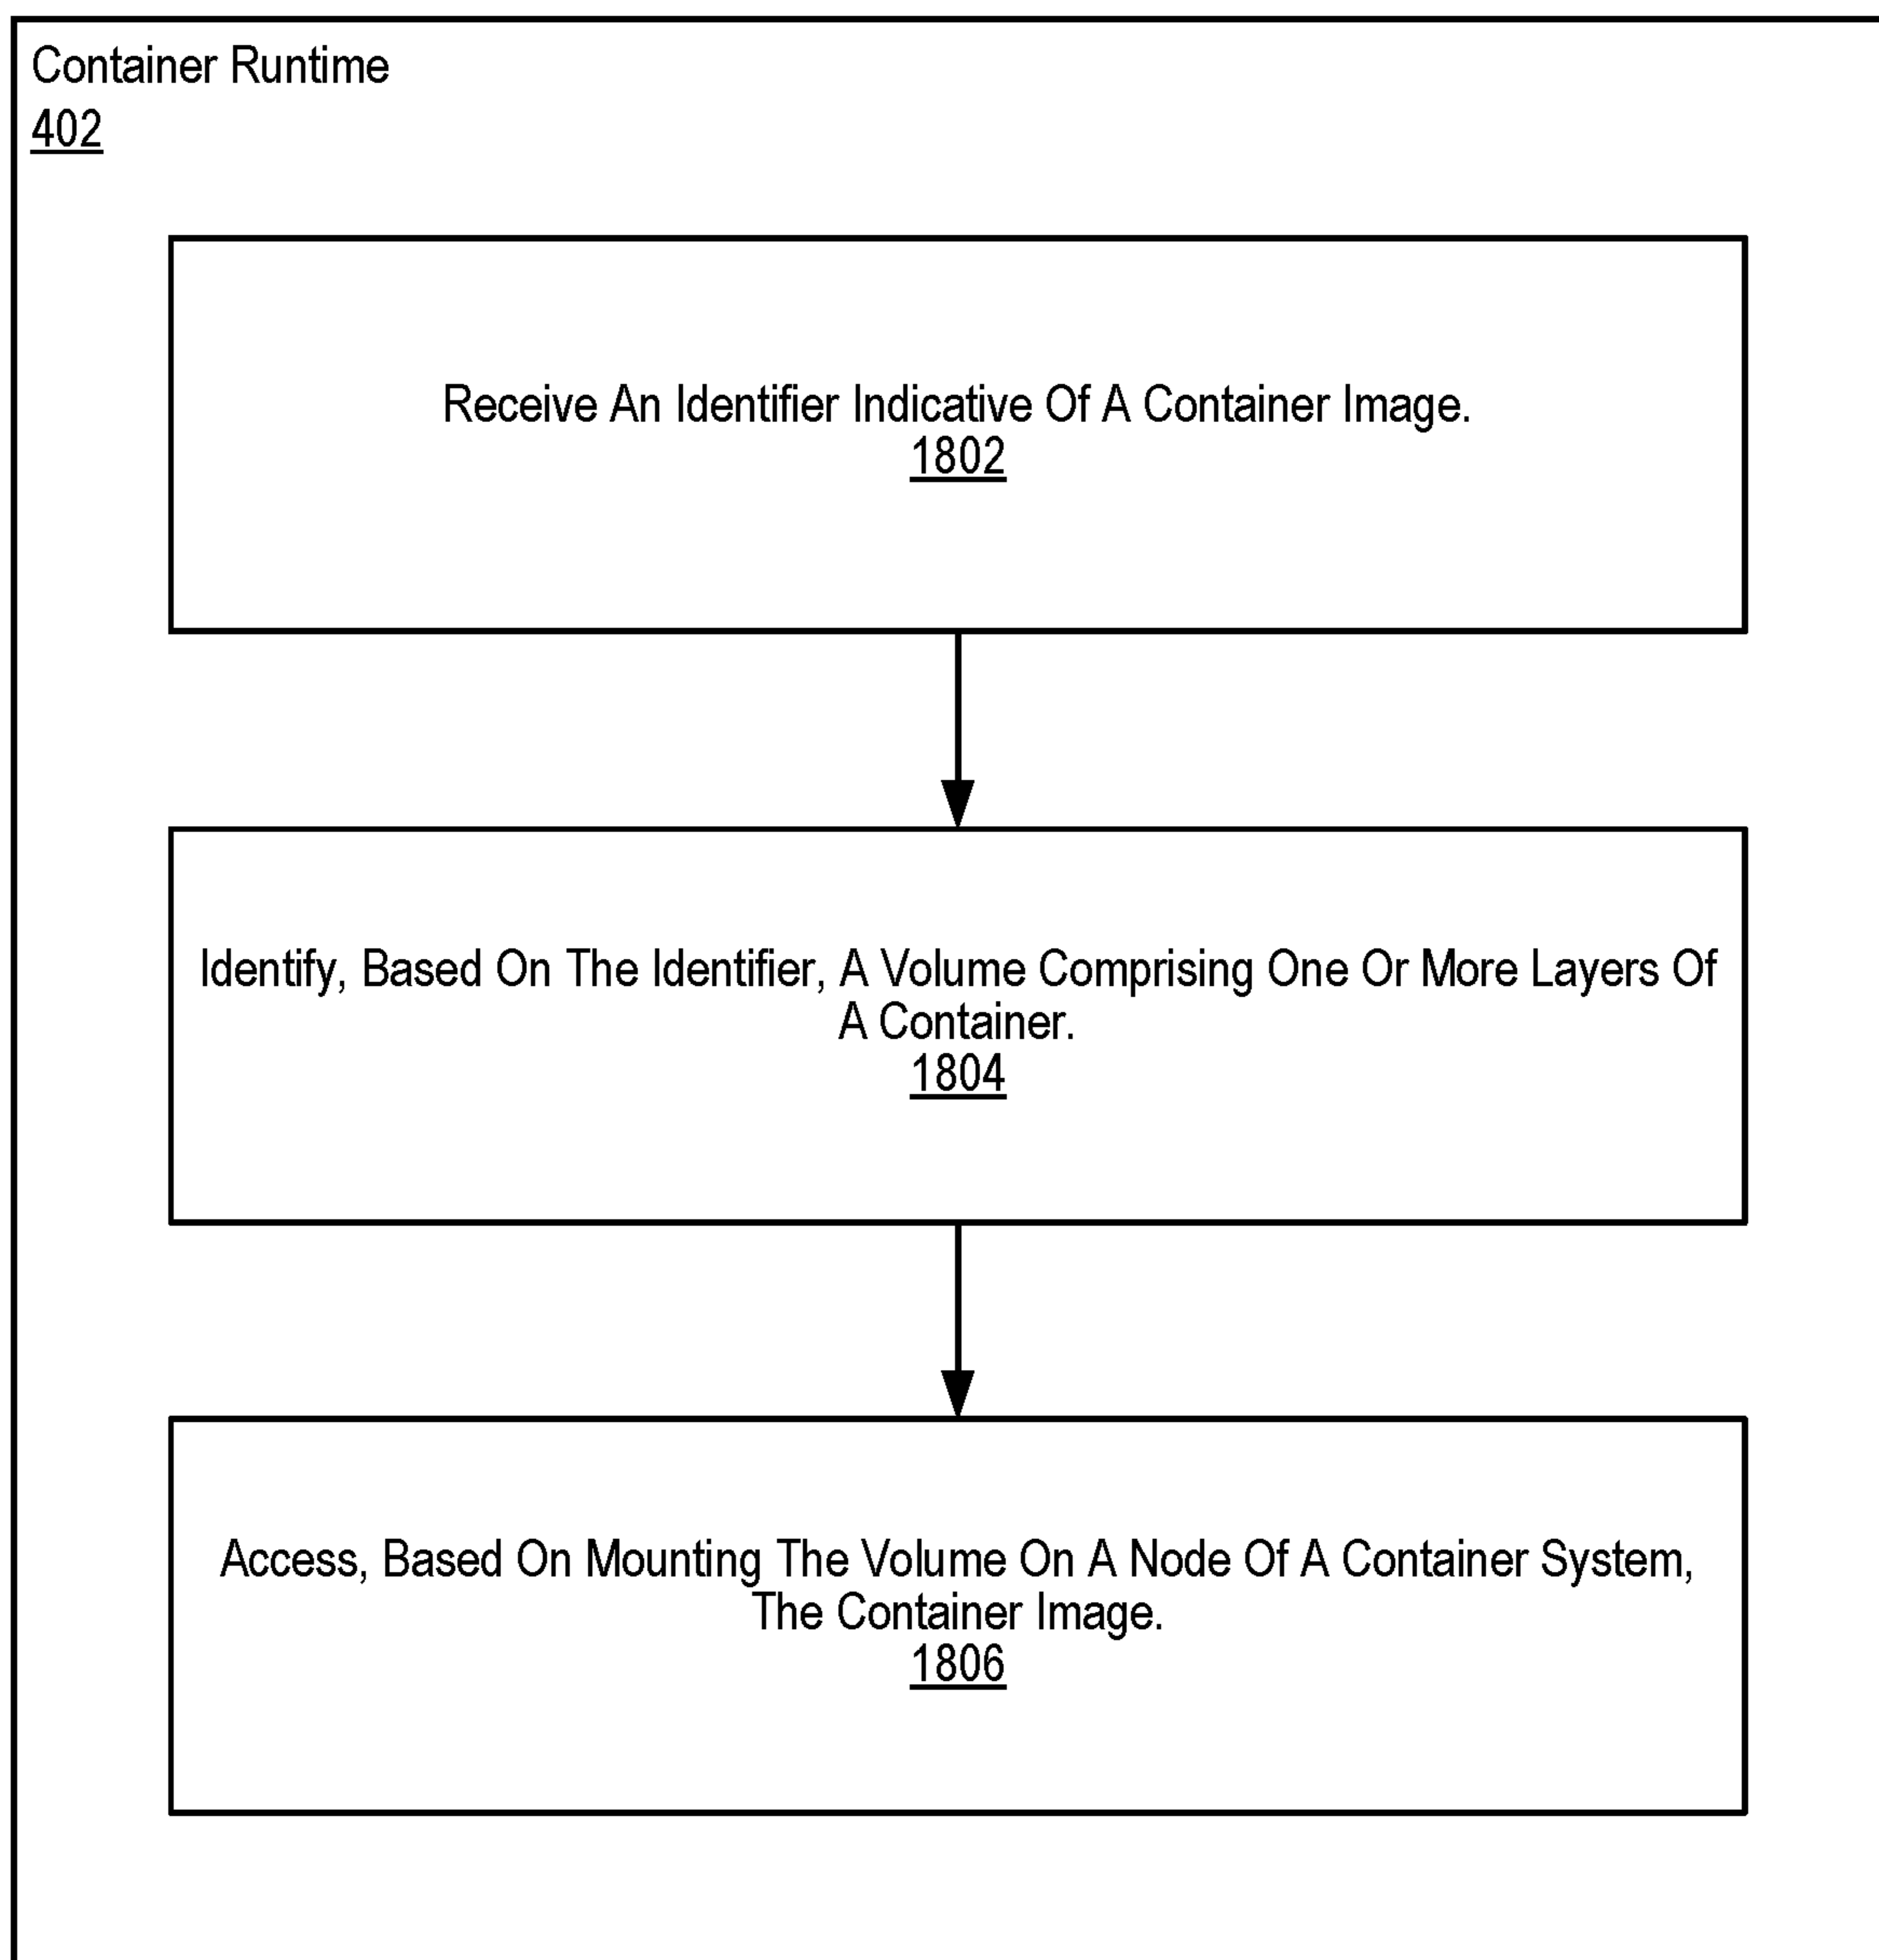 Container Runtime
402
Receive An Identifier Indicative Of A Container Image.
1802
Identify, Based On The Identifier, A Volume Comprising One Or More Layers Of
A Container.
1804
Access, Based On Mounting The Volume On A Node Of A Container System,
The Container Image.
1806